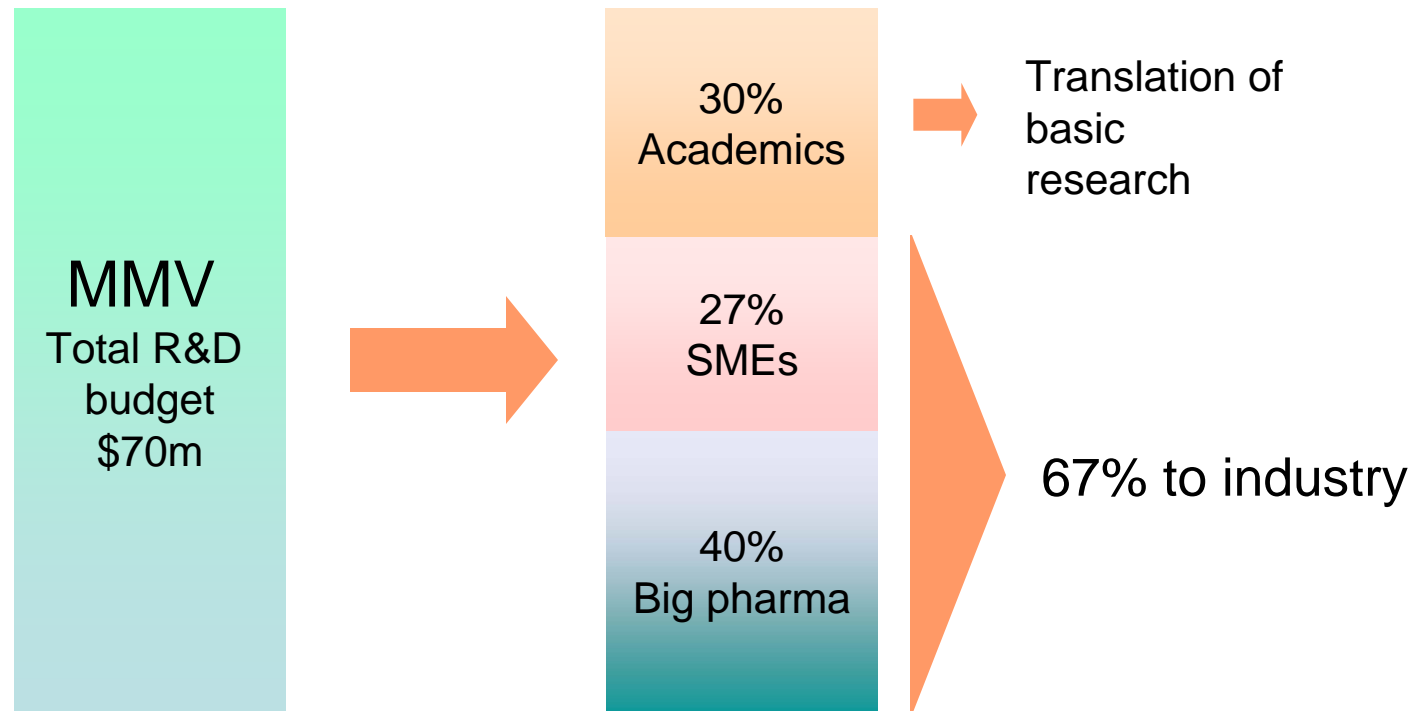 MMV
Total R&D
budget
$70m
30%
Academics
27%
SMEs
40%
Big pharma
Translation of
basic
research
67% to industry